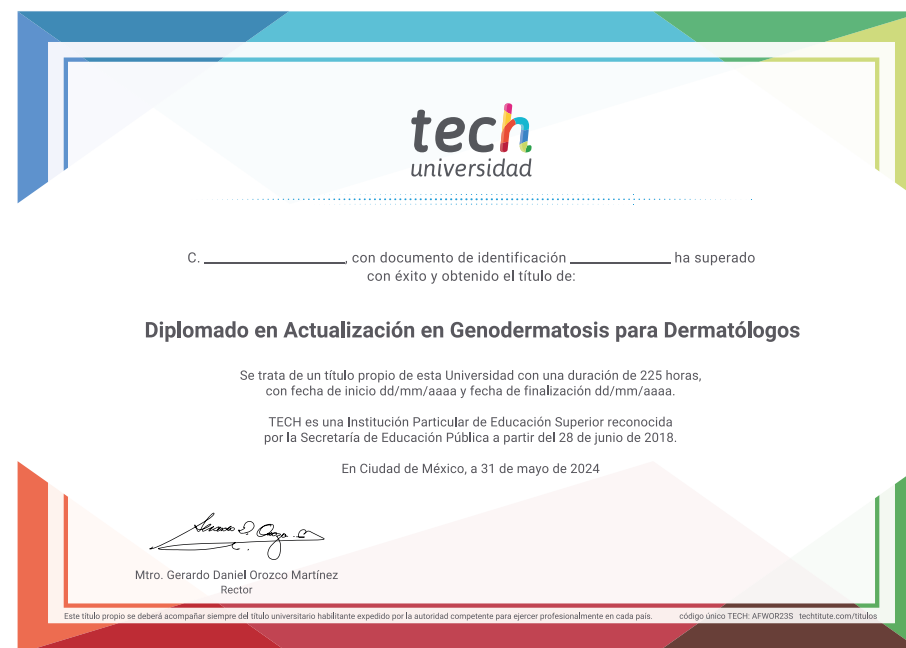 tech
universidad
C. ____________, con documento de identificación ____________ ha superado
con éxito y obtenido el título de:
Diplomado en Actualización en Genodermatosis para Dermatólogos
Se trata de un título propio de esta Universidad con una duración de 225 horas,
con fecha de inicio dd/mm/aaaa y fecha de finalización dd/mm/aaaa.
TECH es una Institución Particular de Educación Superior reconocida
por la Secretaría de Educación Pública a partir del 28 de junio de 2018.
En Ciudad de México, a 31 de mayo de 2024
Mtro. Gerardo Daniel Orozco Martínez
Rector
Este título propio se deberá acompañar siempre del título universitario habilitante expedido por la autoridad competente para ejercer profesionalmente en cada país. código único TECH: AFWOR23S techtitute.com/titulos